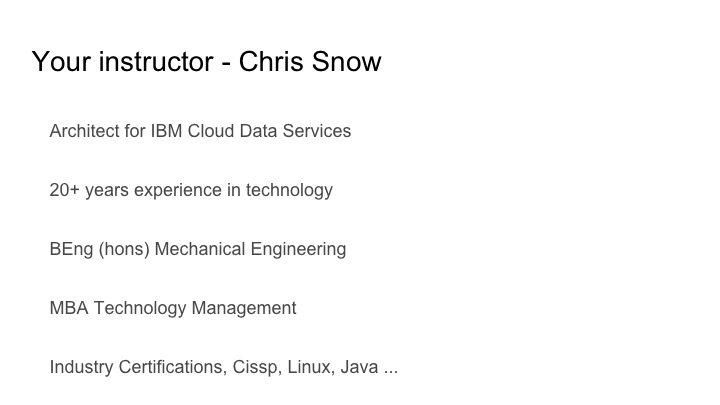 Your instructor - Chris Snow
Architect for IBM Cloud Data Services
20+ years experience in technology
BEng (hons) Mechanical Engineering
MBA Technology Management
Industry Certifications, Cissp, Linux, Java ...